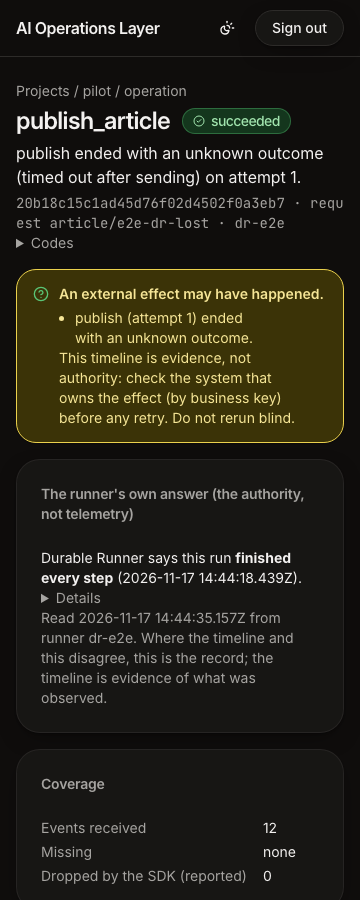 AI Operations Layer
Sign out
Projects / pilot / operation
publish_article
succeeded
publish ended with an unknown outcome
(timed out after sending) on attempt 1.
20b18c15c1ad45d76f02d4502f0a3eb7 · requ
est article/e2e-dr-lost · dr-e2e
Codes
An external effect may have happened.
• publish (attempt 1) ended
with an unknown outcome.
This timeline is evidence, not
authority: check the system that
owns the effect (by business key)
before any retry. Do not rerun blind.
The runner's own answer (the authority,
not telemetry)
Durable Runner says this run finished
every step (2026-11-17 14:44:18.439Z).
Details
Read 2026-11-17 14:44:35.157Z from
runner dr-e2e. Where the timeline and
this disagree, this is the record; the
timeline is evidence of what was
observed.
Coverage
Events received 12
Missing none
Dropped by the SDK (reported) 0